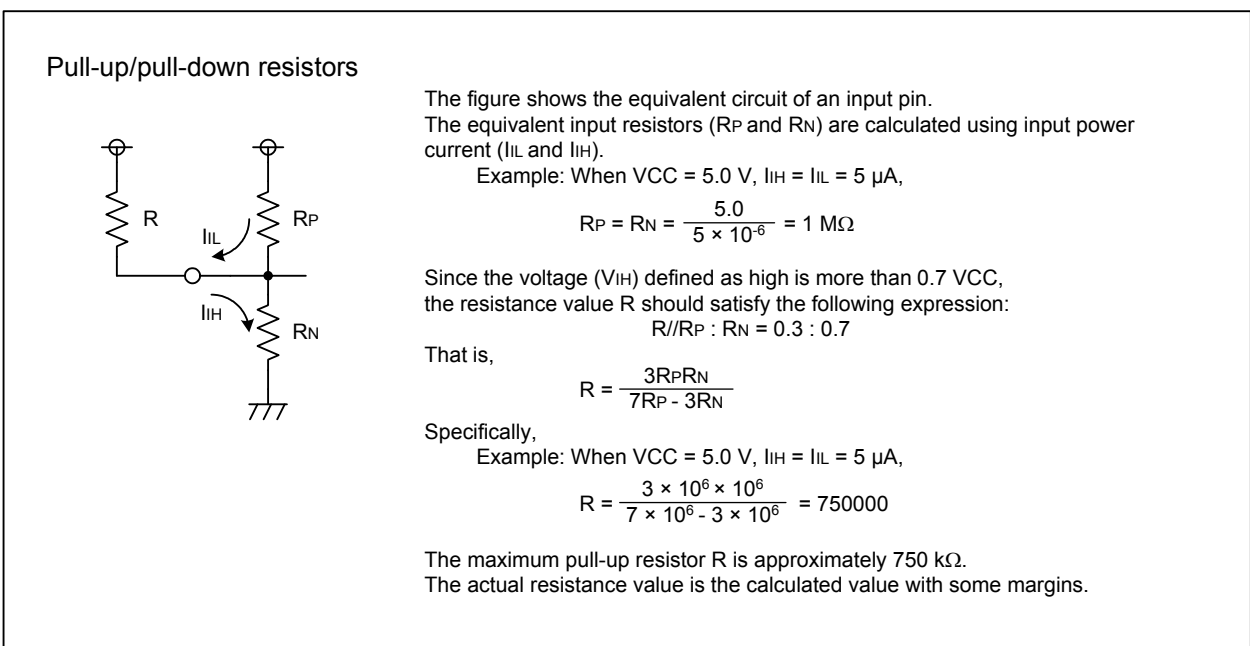 Pull-up/pull-down resistors
R
RP
IIL
IIH
RN
The figure shows the equivalent circuit of an input pin.
The equivalent input resistors (RP and RN) are calculated using input power
current (IIL and IIH).
Example: When VCC = 5.0 V, IIH = IIL = 5 µA,
RP = RN = 5.0 / 5 × 10⁻⁶ = 1 MΩ
Since the voltage (VIH) defined as high is more than 0.7 VCC,
the resistance value R should satisfy the following expression:
R//RP : RN = 0.3 : 0.7
That is,
R = 3RPRN / 7RP - 3RN
Specifically,
Example: When VCC = 5.0 V, IIH = IIL = 5 µA,
R = 3 × 10⁶ × 10⁶ / 7 × 10⁶ - 3 × 10⁶ = 750000
The maximum pull-up resistor R is approximately 750 kΩ.
The actual resistance value is the calculated value with some margins.